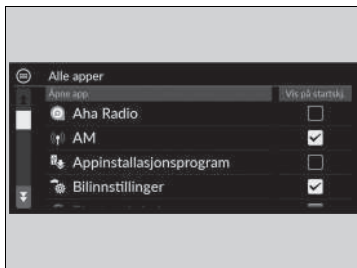 Alle apper
Åpne app. Vis på startskj.
Aha Radio
AM
Appinstallasjonsprogram
Bilinnstillinger